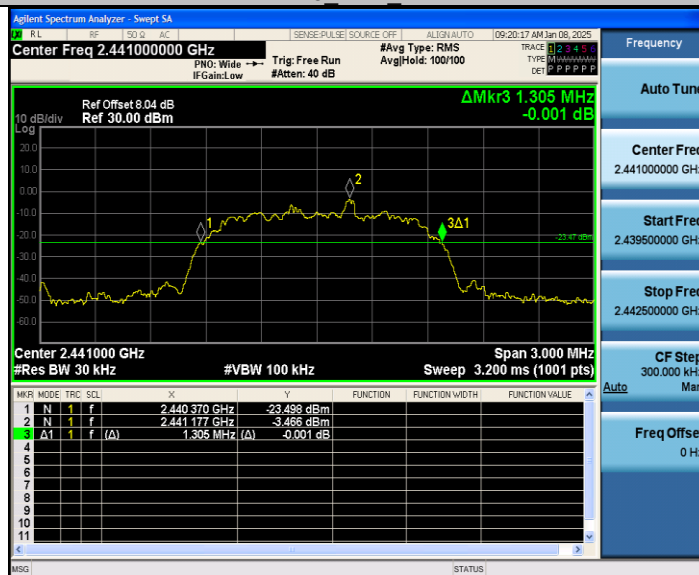 Agilent Spectrum Analyzer - Swept SA
RL RF 50 Ω AC SENSE:PULSE SOURCE OFF ALIGN AUTO 09:20:17 AM Jan 08, 2025
Center Freq 2.441000000 GHz
PNO: Wide Trig: Free Run #Avg Type: RMS TRACE 1 2 3 4 5 6
IFGain:Low #Atten: 40 dB Avg|Hold: 100/100 TYPE M
DET P P P P P P
ΔMkr3 1.305 MHz
-0.001 dB
Ref Offset 8.04 dB
10 dB/div Ref 30.00 dBm
Log
20.0
10.0
0.00
-10.0
-20.0
-30.0
-40.0
-50.0
-60.0
1
2
3Δ1
-23.47 dBm
Center 2.441000 GHz Span 3.000 MHz
#Res BW 30 kHz #VBW 100 kHz Sweep 3.200 ms (1001 pts)
MKR MODE TRC SCL X Y FUNCTION FUNCTION WIDTH FUNCTION VALUE
1 N 1 f 2.440 370 GHz -23.498 dBm
2 N 1 f 2.441 177 GHz -3.466 dBm
3 Δ1 1 f (Δ) 1.305 MHz (Δ) -0.001 dB
4
5
6
7
8
9
10
11
MSG STATUS
Frequency
Auto Tune
Center Freq
2.441000000 GHz
Start Freq
2.439500000 GHz
Stop Freq
2.442500000 GHz
CF Step
300.000 kHz
Auto Man
Freq Offset
0 Hz